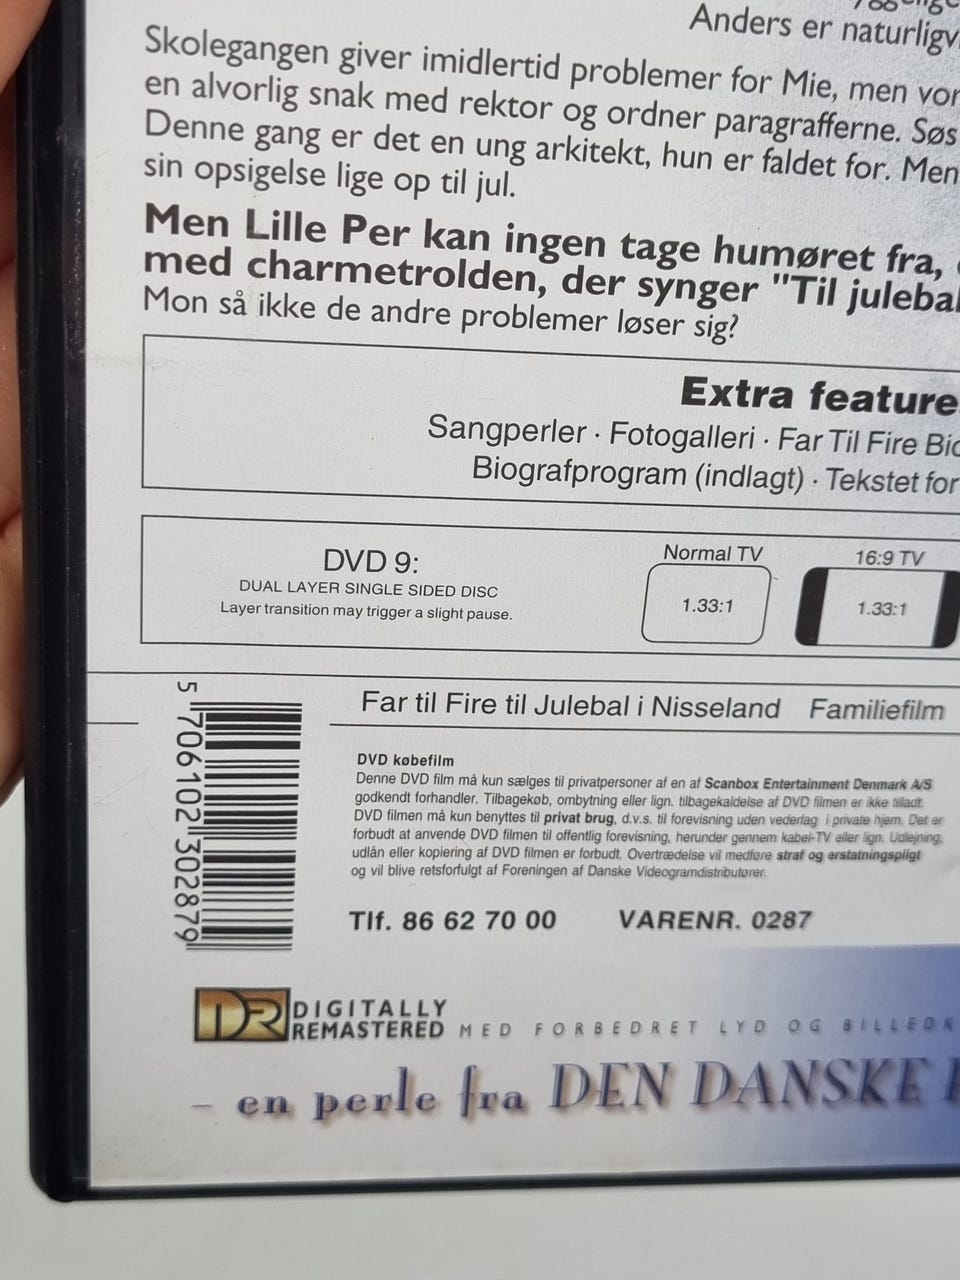 Anders er
Skolegangen giver imidlertid problemer for Mie, men
en alvorlig snak med rektor og ordner paragrafferne. Søs
Denne gang er det en ung arkitekt, hun er faldet for. Men
sin opsigelse lige op til jul.
Men Lille Per kan ingen tage humøret fra,
med charmetrolden, der synger "Til
Mon så ikke de andre problemer løser sig?
Extra
Sangperler · Fotogalleri · Far Til Fire
Biografprogram (indlagt) · Tekstet for
DVD 9:
DUAL LAYER SINGLE SIDED DISC
Layer transition may trigger a slight pause.
Normal TV
1.33:1
16:9 TV
1.33:1
Far til Fire til Julebal i Nisseland Familiefilm
5 706102 302879
DVD købefilm
Denne DVD film må kun sælges til privatpersoner af en af Scanbox Entertainment Denmark A/S
godkendt forhandler. Tilbagekøb, ombytning eller lign. tilbagekaldelse af DVD filmen er ikke tilladt.
DVD filmen må kun benyttes til privat brug, d.v.s. til forevisning uden vederlag i private hjem. Det er
forbudt at anvende DVD filmen til offentlig forevisning, herunder gennem kabel-TV eller lign. Udlejning,
udlån eller kopiering af DVD filmen er forbudt. Overtrædelse vil medføre straf og erstatningspligt
og vil blive retsforfulgt af Foreningen af Danske Videogramdistributører.
Tlf. 86 62 70 00 VARENR. 0287
DR DIGITALLY
REMASTERED MED FORBEDRET LYD OG
– en perle fra DEN DANSKE